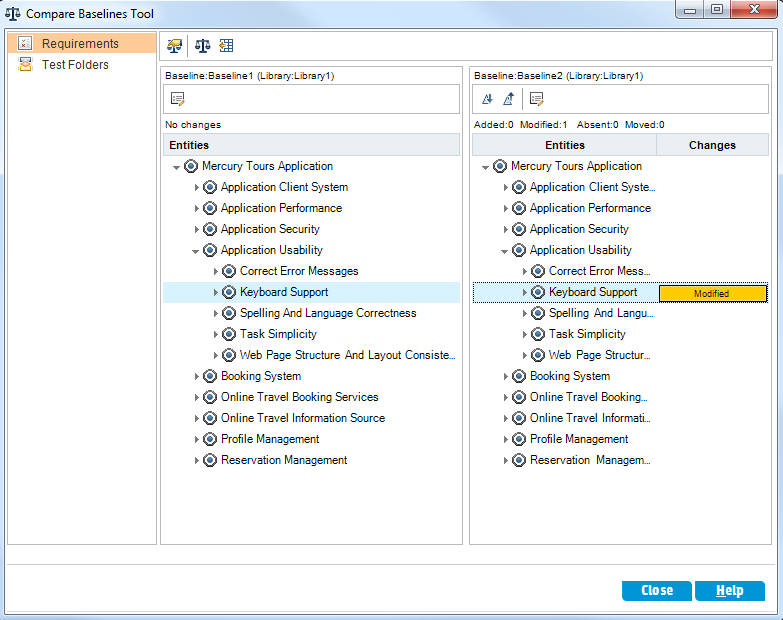 Compare Baselines Tool
Requirements
Test Folders
Baseline:Baseline1 (Library:Library1)
No changes
Entities
Mercury Tours Application
Application Client System
Application Performance
Application Security
Application Usability
Correct Error Messages
Keyboard Support
Spelling And Language Correctness
Task Simplicity
Web Page Structure And Layout Consiste...
Booking System
Online Travel Booking Services
Online Travel Information Source
Profile Management
Reservation Management
Baseline:Baseline2 (Library:Library1)
Added:0 Modified:1 Absent:0 Moved:0
Entities Changes
Mercury Tours Application
Application Client Syste...
Application Performance
Application Security
Application Usability
Correct Error Mess...
Keyboard Support Modified
Spelling And Langu...
Task Simplicity
Web Page Structur...
Booking System
Online Travel Booking...
Online Travel Informati...
Profile Management
Reservation Managem...
Close Help